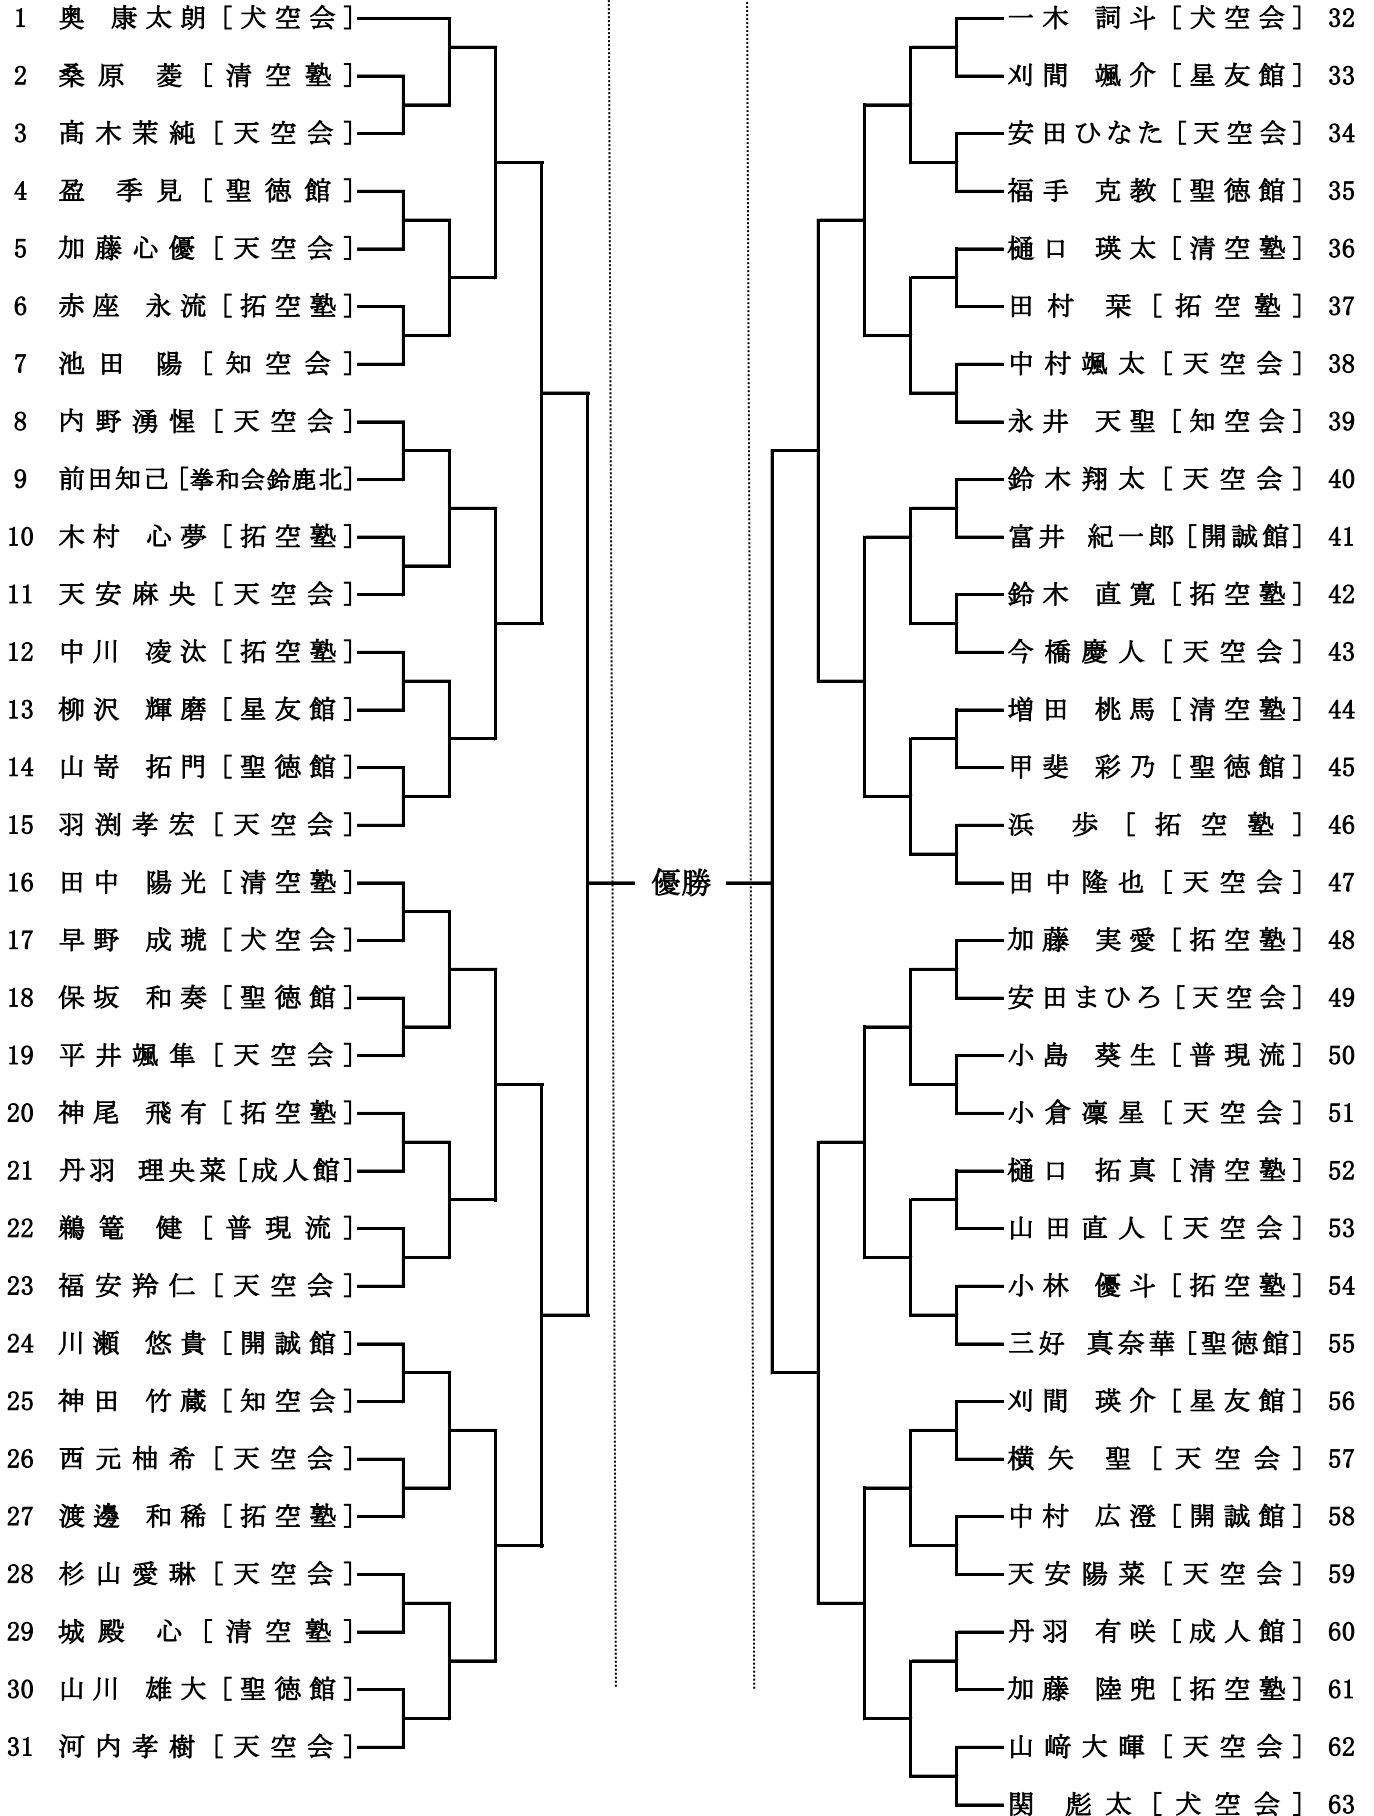 1 奥 康太朗 [犬空会]
2 桑原 菱 [清空塾]
3 髙木茉純 [天空会]
4 盈 季見 [聖徳館]
5 加藤心優 [天空会]
6 赤座 永流 [拓空塾]
7 池田 陽 [知空会]
8 内野湧惺 [天空会]
9 前田知己 [拳和会鈴鹿北]
10 木村 心夢 [拓空塾]
11 天安麻央 [天空会]
12 中川 凌汰 [拓空塾]
13 柳沢 輝磨 [星友館]
14 山嵜 拓門 [聖徳館]
15 羽渕孝宏 [天空会]
16 田中 陽光 [清空塾]
17 早野 成琥 [犬空会]
18 保坂 和奏 [聖徳館]
19 平井颯隼 [天空会]
20 神尾 飛有 [拓空塾]
21 丹羽 理央菜 [成人館]
22 鵜篭 健 [普現流]
23 福安羚仁 [天空会]
24 川瀬 悠貴 [開誠館]
25 神田 竹蔵 [知空会]
26 西元柚希 [天空会]
27 渡邊 和稀 [拓空塾]
28 杉山愛琳 [天空会]
29 城殿 心 [清空塾]
30 山川 雄大 [聖徳館]
31 河内孝樹 [天空会]
優勝
一木 詞斗 [犬空会] 32
刈間 颯介 [星友館] 33
安田ひなた [天空会] 34
福手 克教 [聖徳館] 35
樋口 瑛太 [清空塾] 36
田村 栞 [拓空塾] 37
中村颯太 [天空会] 38
永井 天聖 [知空会] 39
鈴木翔太 [天空会] 40
富井 紀一郎 [開誠館] 41
鈴木 直寛 [拓空塾] 42
今橋慶人 [天空会] 43
増田 桃馬 [清空塾] 44
甲斐 彩乃 [聖徳館] 45
浜 歩 [拓空塾] 46
田中隆也 [天空会] 47
加藤 実愛 [拓空塾] 48
安田まひろ [天空会] 49
小島 葵生 [普現流] 50
小倉凜星 [天空会] 51
樋口 拓真 [清空塾] 52
山田直人 [天空会] 53
小林 優斗 [拓空塾] 54
三好 真奈華 [聖徳館] 55
刈間 瑛介 [星友館] 56
横矢 聖 [天空会] 57
中村 広澄 [開誠館] 58
天安陽菜 [天空会] 59
丹羽 有咲 [成人館] 60
加藤 陸兜 [拓空塾] 61
山﨑大暉 [天空会] 62
関 彪太 [犬空会] 63